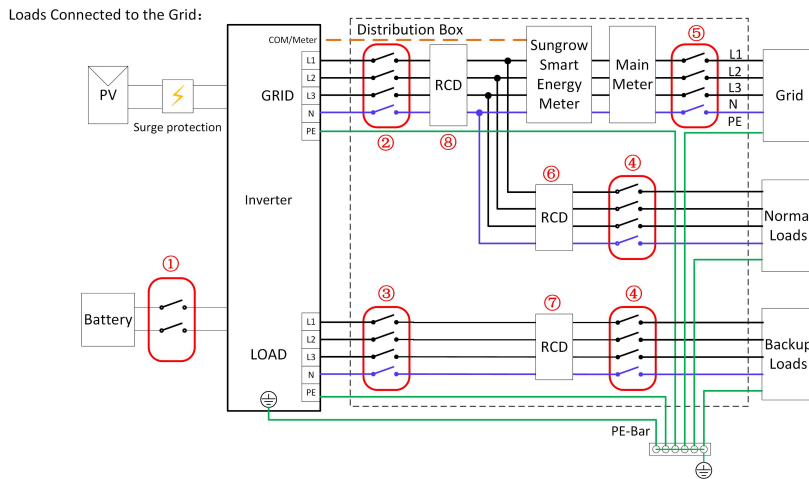 Loads Connected to the Grid：
Distribution Box
⑤
COM/Meter
Sungrow
Smart
Energy
Meter
Main
Meter
L1
L2
L3
N
PE
GRID
RCD
L1
L2
L3
N
PE
Grid
PV
Surge protection
②
⑧
⑥
④
Inverter
RCD
Norma
Loads
①
③
⑦
④
Battery
LOAD
L1
L2
L3
N
PE
RCD
Backup
Loads
PE-Bar